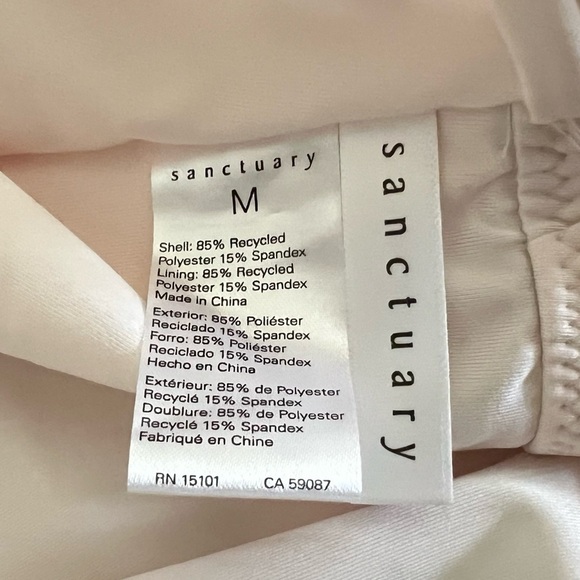 sanctuary
M
Shell: 85% Recycled
Polyester 15% Spandex
Lining: 85% Recycled
Polyester 15% Spandex
Made in China
Exterior: 85% Poliéster
Reciclado 15% Spandex
Forro: 85% Poliéster
Reciclado 15% Spandex
Hecho en China
Extérieur: 85% de Polyester
Recyclé 15% Spandex
Doublure: 85% de Polyester
Recyclé 15% Spandex
Fabriqué en Chine
RN 15101 CA 59087
sanctuary